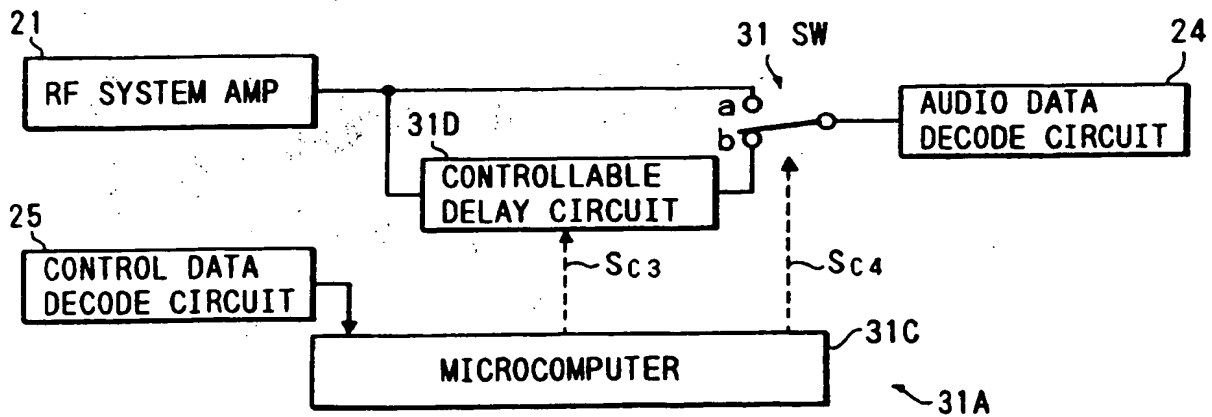 21
RF SYSTEM AMP
31 SW
24
a
b
AUDIO DATA
DECODE CIRCUIT
31D
CONTROLLABLE
DELAY CIRCUIT
25
CONTROL DATA
DECODE CIRCUIT
SC3
SC4
31C
MICROCOMPUTER
31A